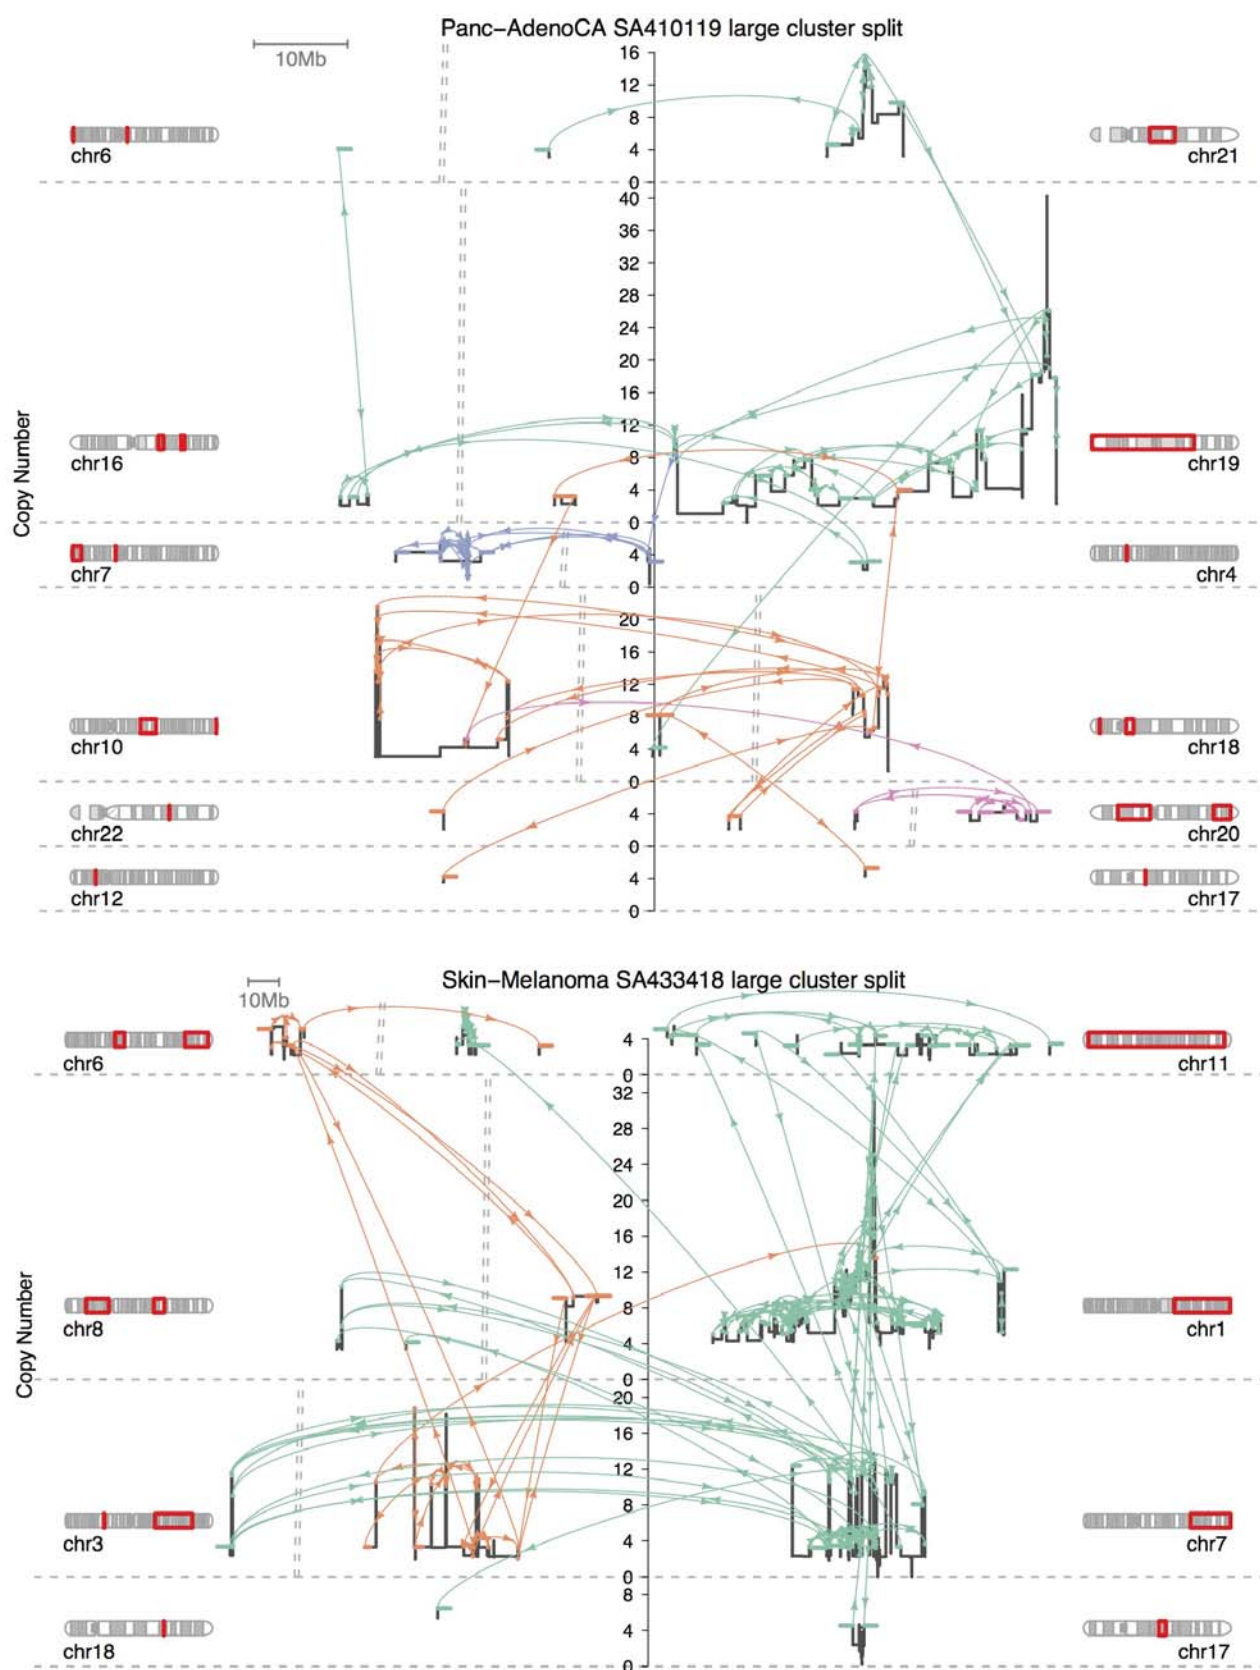 Panc−AdenoCA SA410119 large cluster split
10Mb
16
12
8
4
0
chr6
chr21
40
36
32
28
24
20
16
12
8
4
0
chr16
chr19
Copy Number
4
0
chr7
chr4
20
16
12
8
4
0
chr10
chr18
4
0
chr22
chr20
4
0
chr12
chr17
Skin−Melanoma SA433418 large cluster split
10Mb
4
0
chr6
chr11
32
28
24
20
16
12
8
4
0
chr8
chr1
Copy Number
20
16
12
8
4
0
chr3
chr7
8
4
0
chr18
chr17